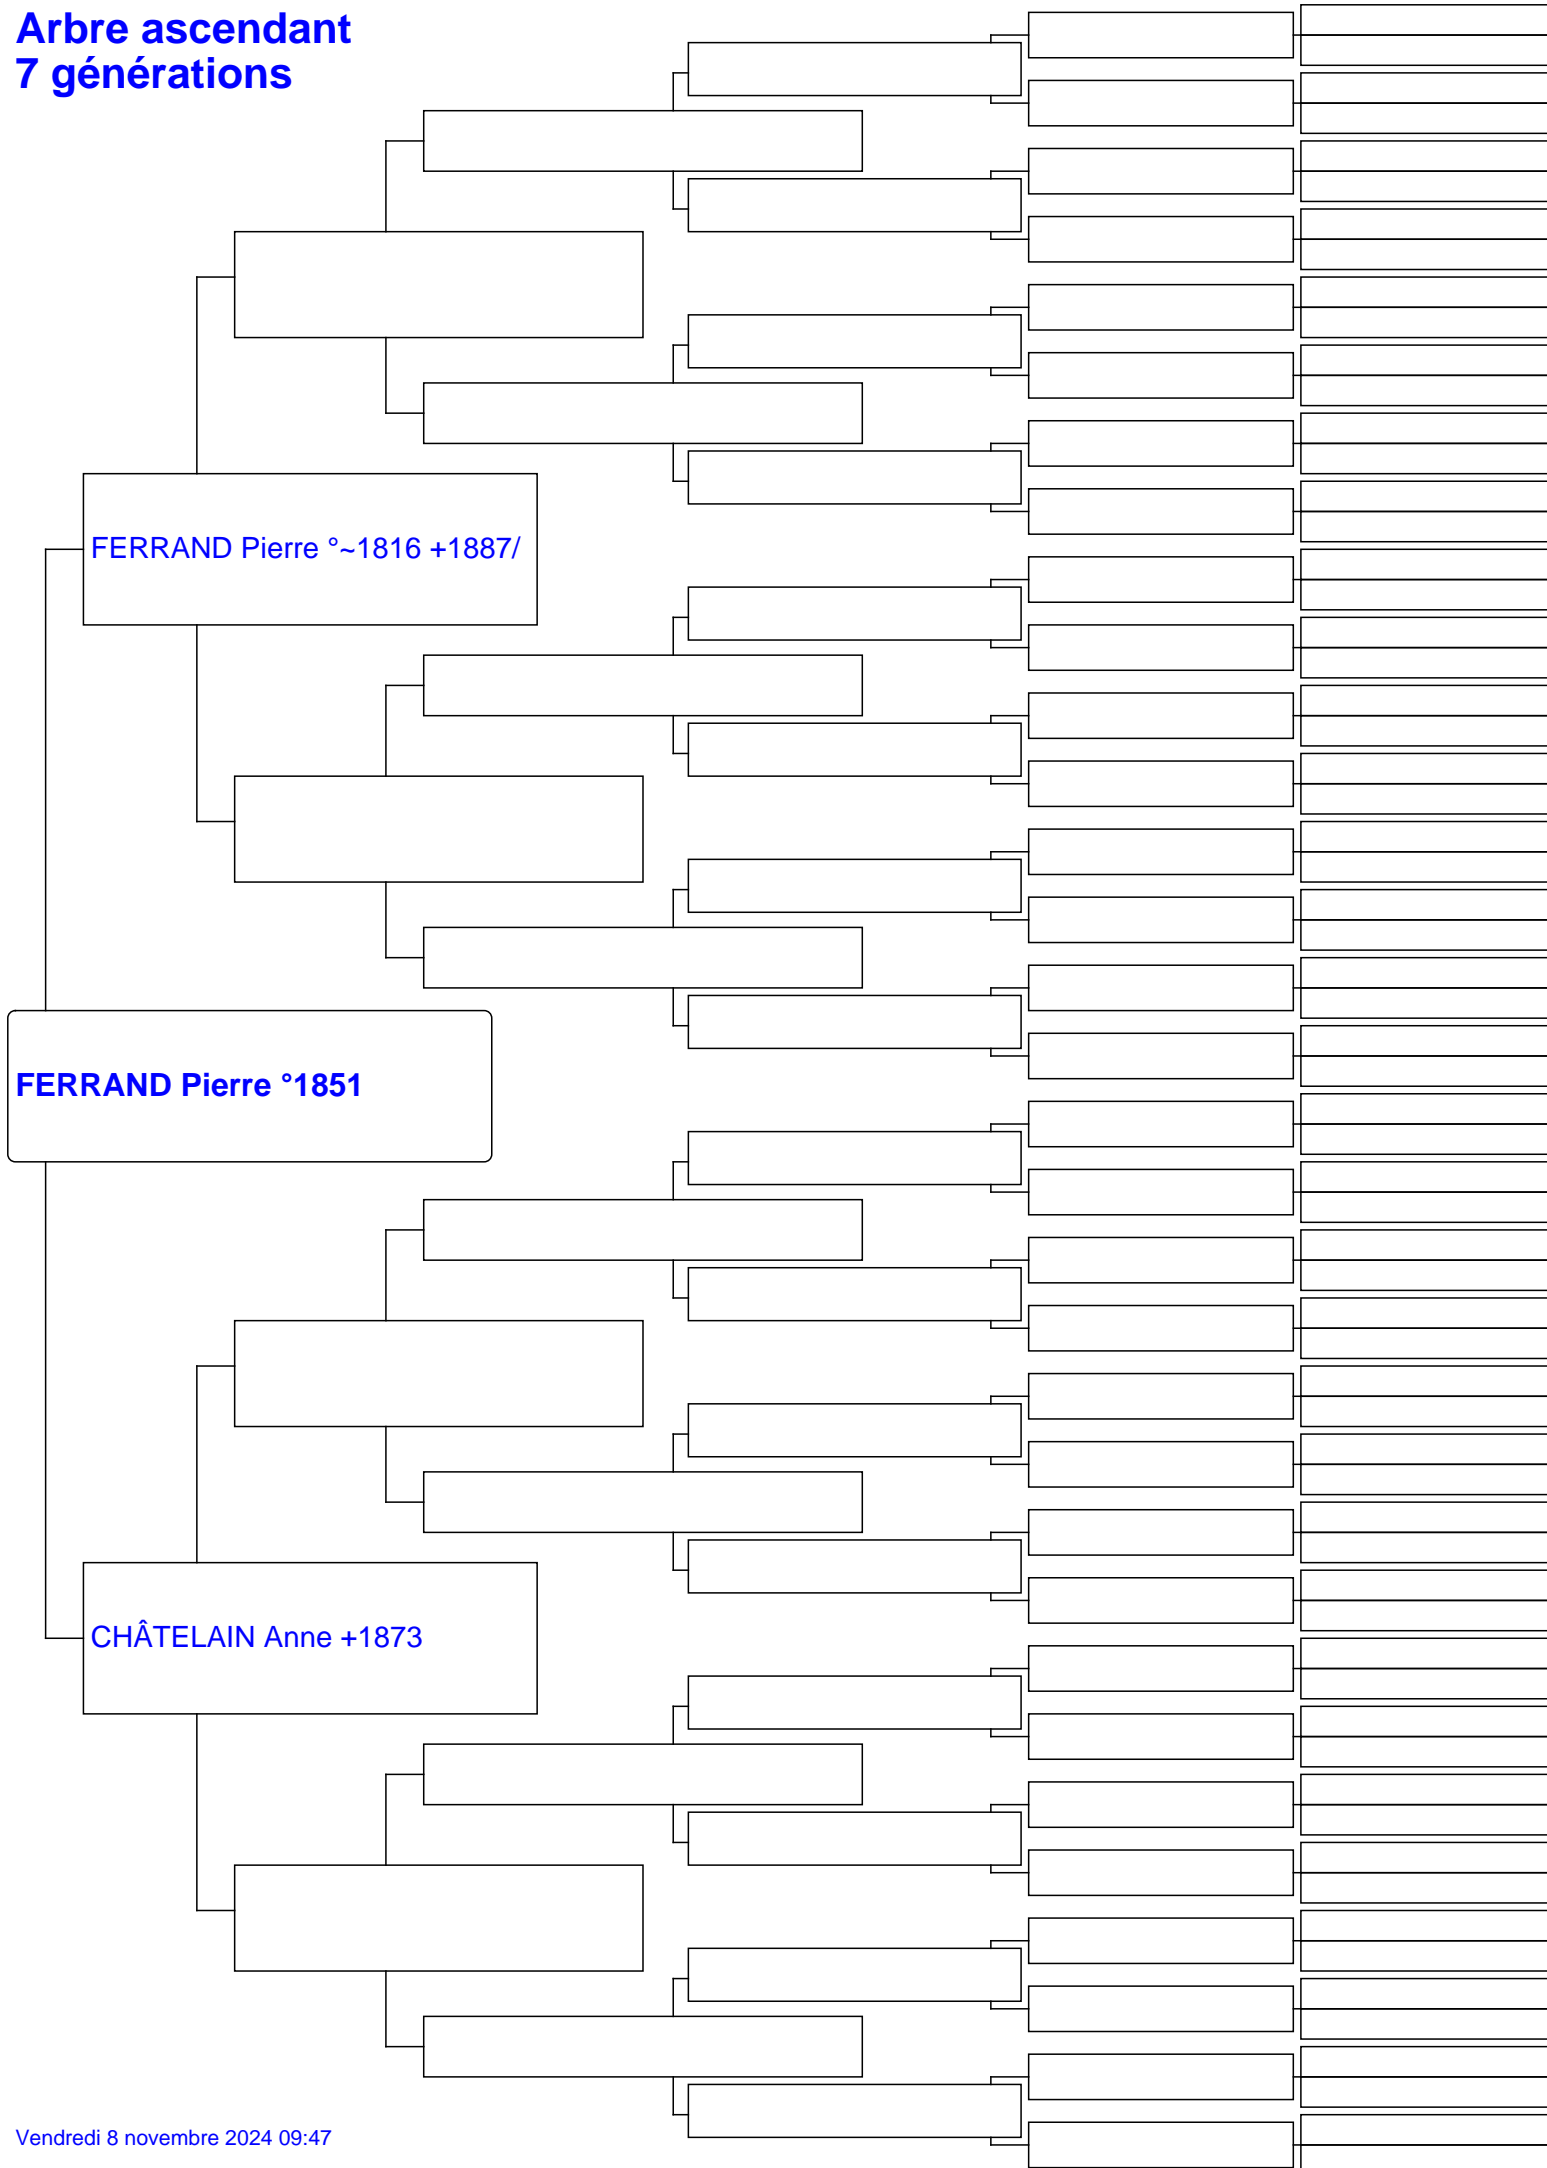 Arbre ascendant
7 générations
FERRAND Pierre °~1816 +1887/
FERRAND Pierre °1851
CHÂTELAIN Anne +1873
Vendredi 8 novembre 2024 09:47